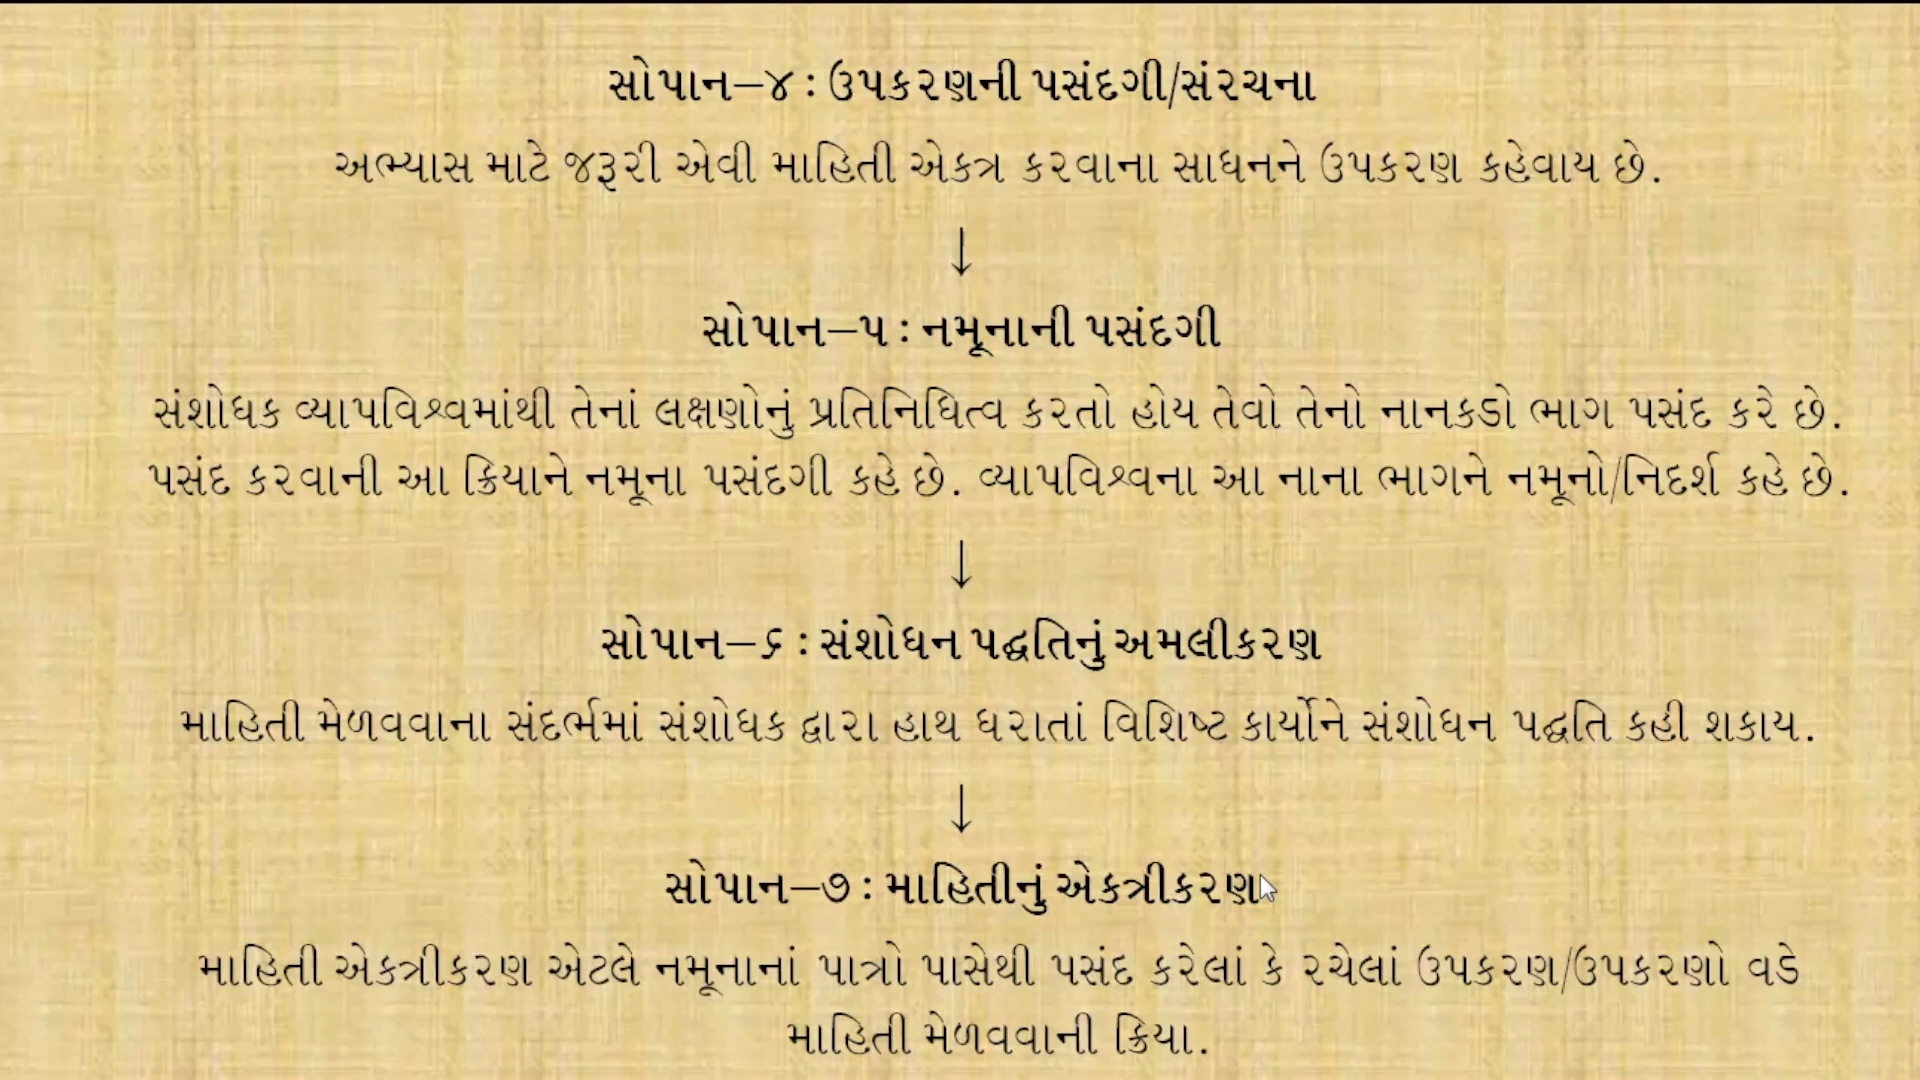 સોપાન–૪ : ઉપકરણની પસંદગી/સંરચના
અભ્યાસ માટે જરૂરી એવી માહિતી એકત્ર કરવાના સાધનને ઉપકરણ કહેવાય છે.
↓
સોપાન–૫ : નમૂનાની પસંદગી
સંશોધક વ્યાપવિશ્વમાંથી તેનાં લક્ષણોનું પ્રતિનિધિત્વ કરતો હોય તેવો તેનો નાનકડો ભાગ પસંદ કરે છે.
પસંદ કરવાની આ ક્રિયાને નમૂના પસંદગી કહે છે. વ્યાપવિશ્વના આ નાના ભાગને નમૂનો/નિદર્શ કહે છે.
↓
સોપાન–૬ : સંશોધન પદ્ધતિનું અમલીકરણ
માહિતી મેળવવાના સંદર્ભમાં સંશોધક દ્વારા હાથ ધરાતાં વિશિષ્ટ કાર્યોને સંશોધન પદ્ધતિ કહી શકાય.
↓
સોપાન–૭ : માહિતીનું એકત્રીકરણ
માહિતી એકત્રીકરણ એટલે નમૂનાનાં પાત્રો પાસેથી પસંદ કરેલાં કે રચેલાં ઉપકરણ/ઉપકરણો વડે
માહિતી મેળવવાની ક્રિયા.